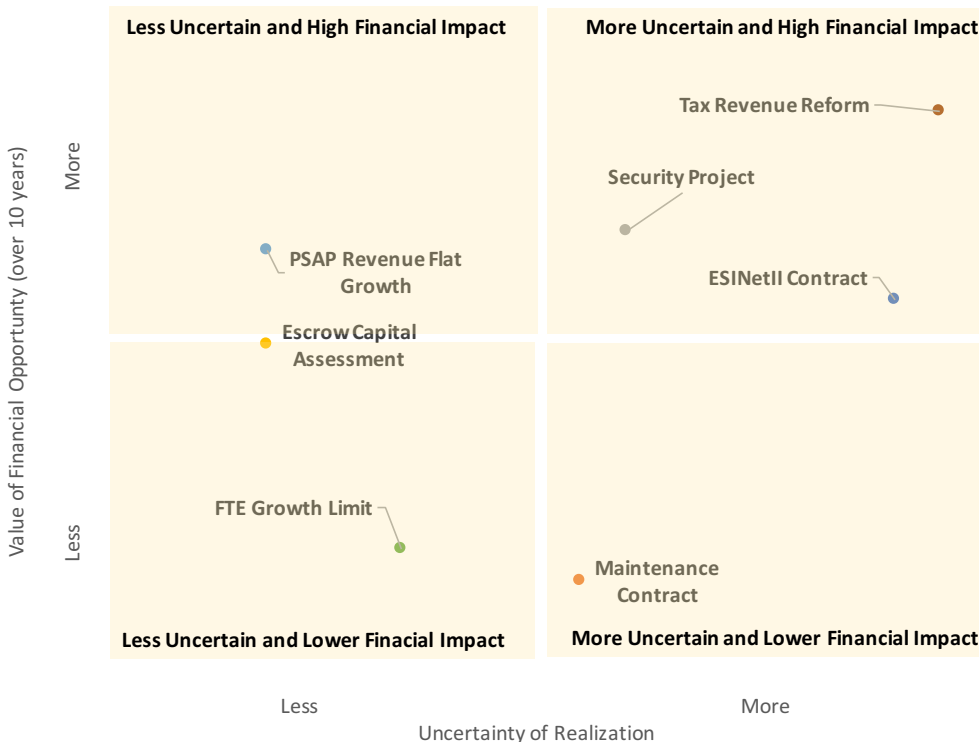 Less Uncertain and High Financial Impact
More Uncertain and High Financial Impact
Tax Revenue Reform
Security Project
PSAP Revenue Flat
Growth
ESINetII Contract
Escrow Capital
Assessment
FTE Growth Limit
Maintenance
Contract
Less Uncertain and Lower Finacial Impact
More Uncertain and Lower Financial Impact
Value of Financial Opportunty (over 10 years)
More
Less
Less
More
Uncertainty of Realization